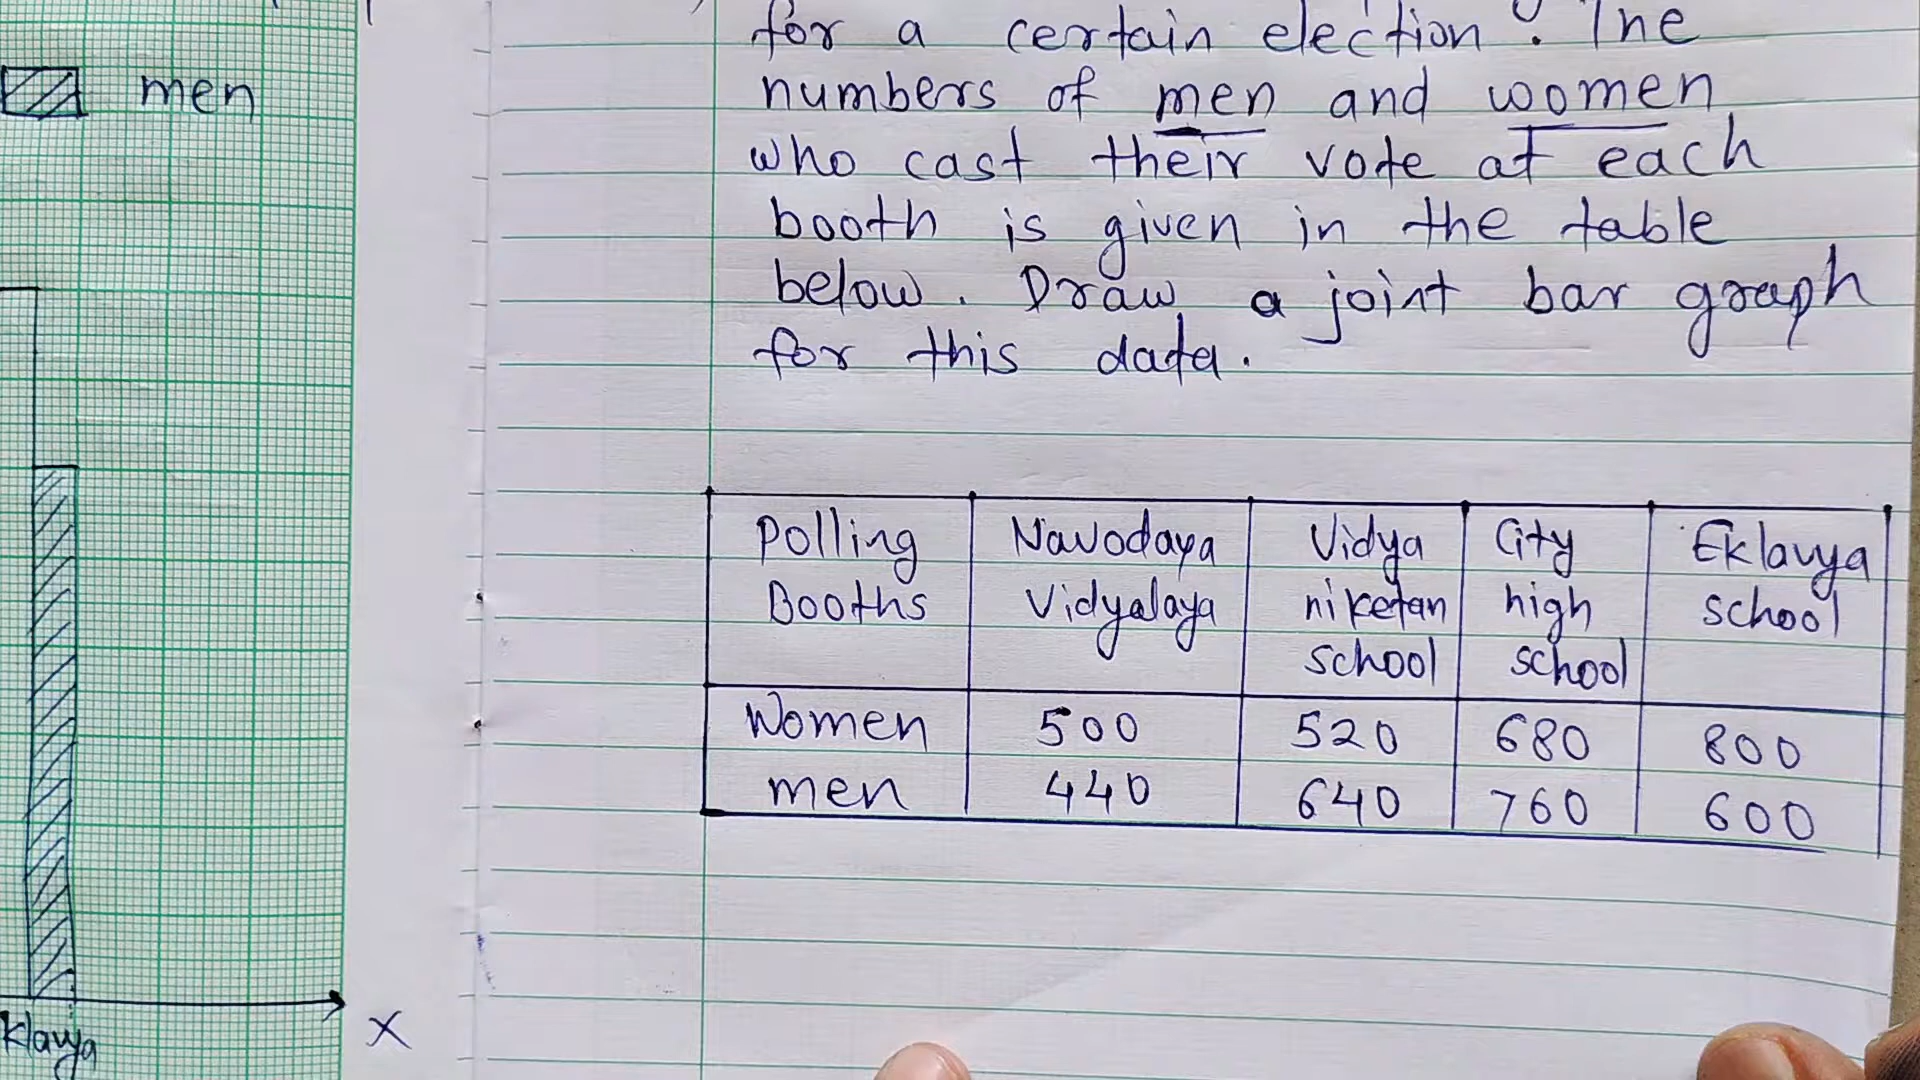 men
klavya
X
for a certain election. The
numbers of men and women
who cast their vote at each
booth is given in the table
below. Draw a joint bar graph
for this data.
Polling Booths | Navodaya Vidyalaya | Vidya niketan school | City high school | Eklavya school
Women 500 520 680 800
men 440 640 760 600